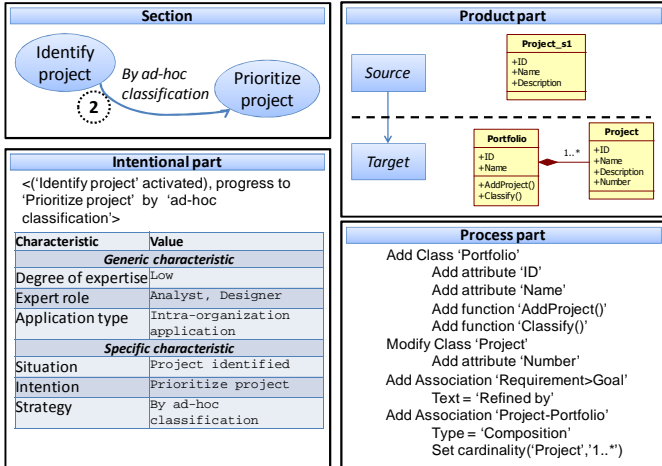 Section
Identify
project
By ad-hoc
classification
Prioritize
project
2
Intentional part
<(‘Identify project’ activated), progress to
‘Prioritize project’ by ‘ad-hoc
classification’>
Characteristic Value
Generic characteristic
Degree of expertise Low
Expert role Analyst, Designer
Application type Intra-organization
application
Specific characteristic
Situation Project identified
Intention Prioritize project
Strategy By ad-hoc
classification
Product part
Source
Project_s1
+ID
+Name
+Description
Target
Portfolio
+ID
+Name
+AddProject()
+Classify()
1..*
Project
+ID
+Name
+Description
+Number
Process part
Add Class ‘Portfolio’
Add attribute ‘ID’
Add attribute ‘Name’
Add function ‘AddProject()’
Add function ‘Classify()’
Modify Class ‘Project’
Add attribute ‘Number’
Add Association ‘Requirement>Goal’
Text = ‘Refined by’
Add Association ‘Project-Portfolio’
Type = ‘Composition’
Set cardinality(‘Project’,’1..*’)